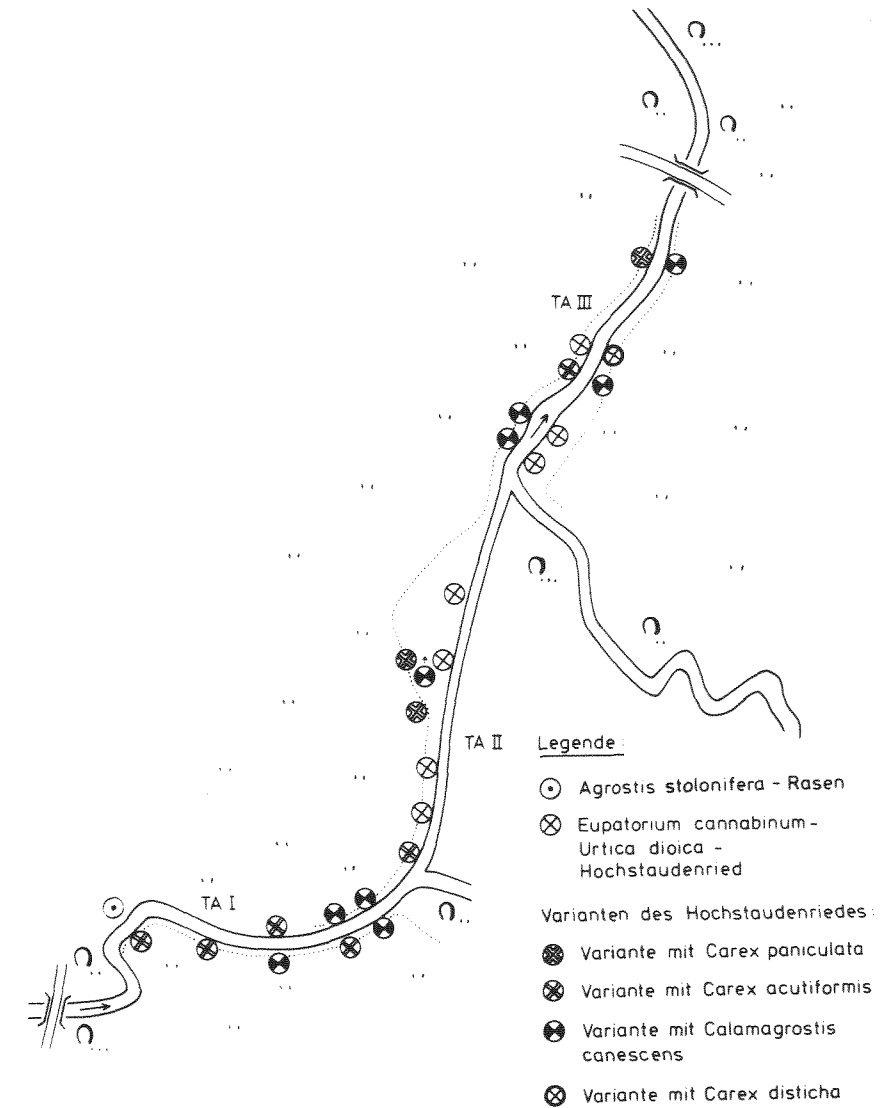 TA III
TA II
TA I
Legende:
Agrostis stolonifera - Rasen
Eupatorium cannabinum -
Urtica dioica -
Hochstaudenried
Varianten des Hochstaudenriedes:
Variante mit Carex paniculata
Variante mit Carex acutiformis
Variante mit Calamagrostis
canescens
Variante mit Carex disticha